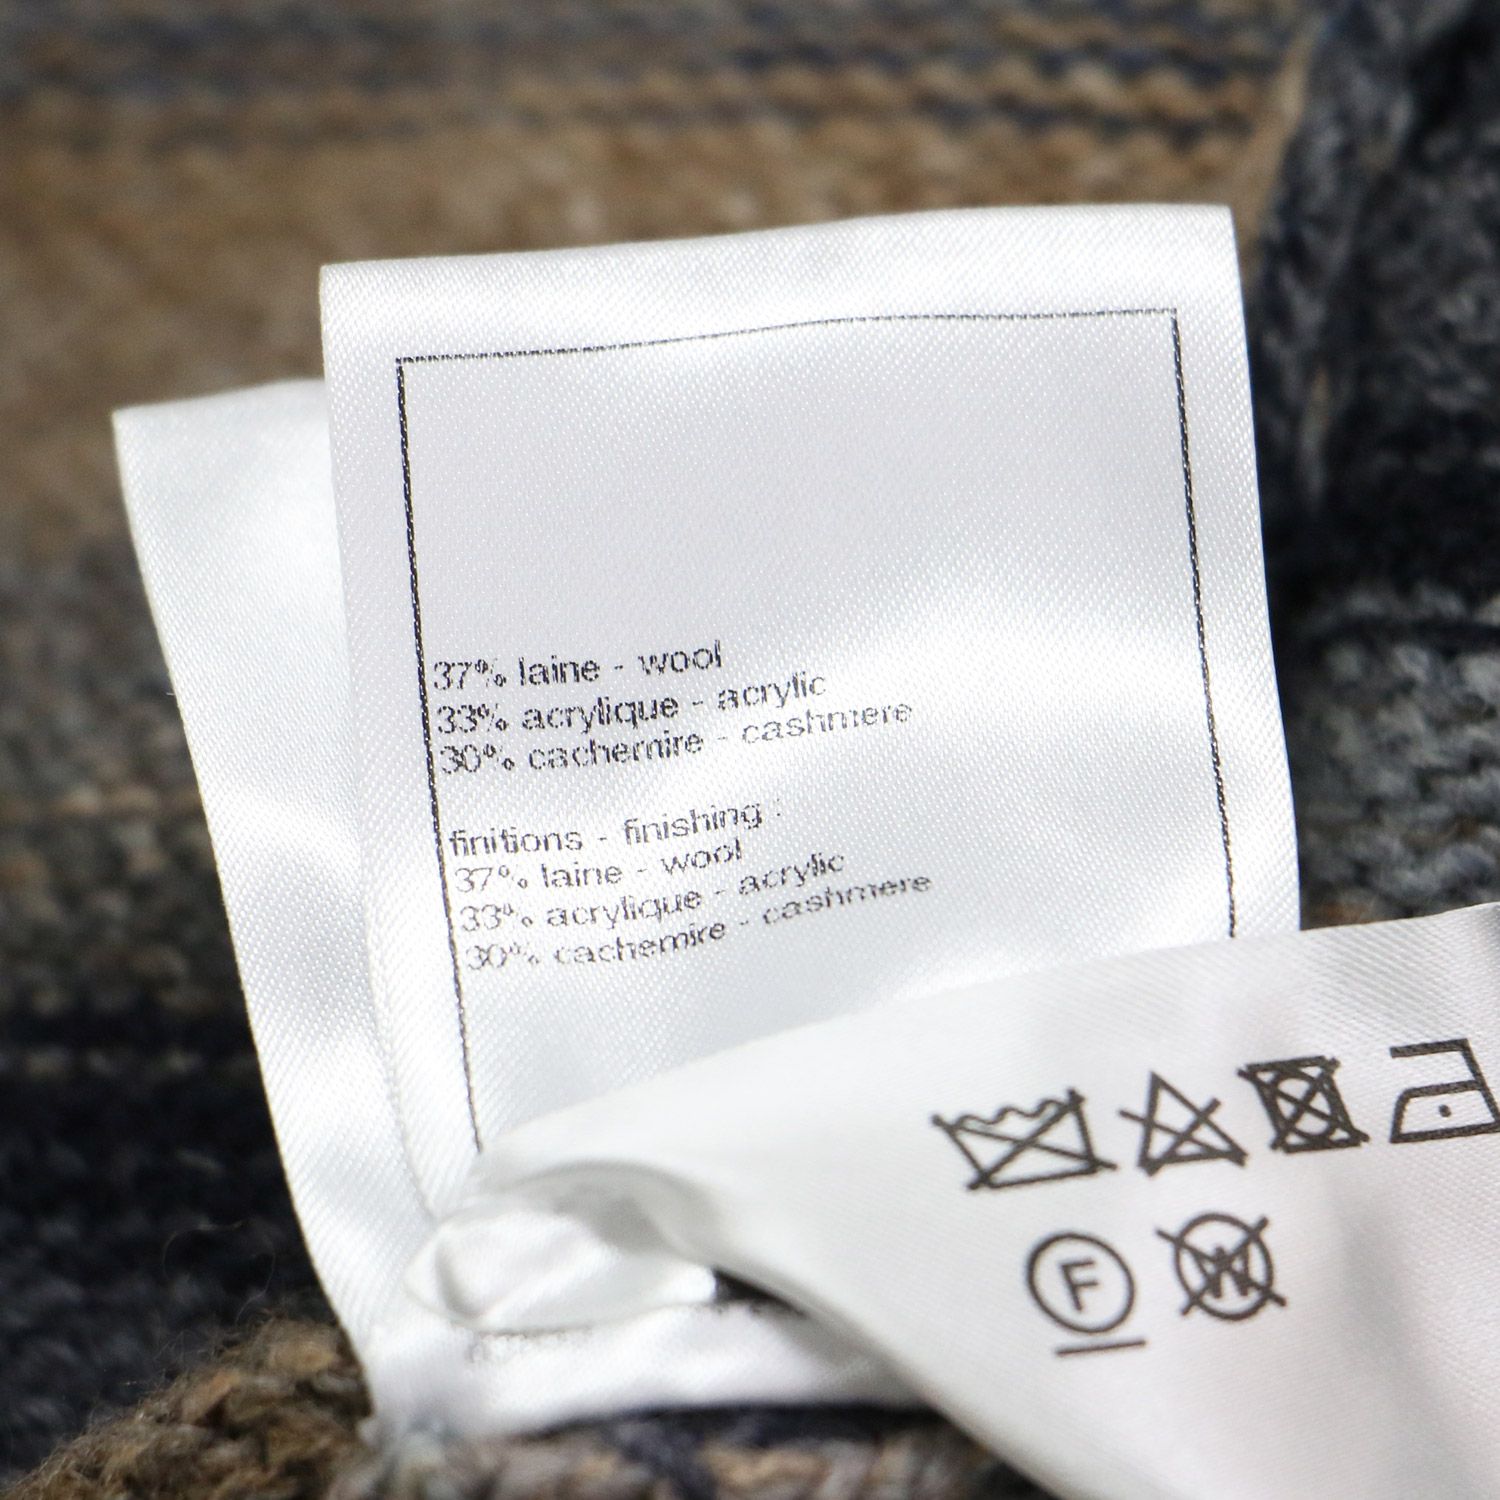 37% laine - wool
33% acrylique - acrylic
30% cachemire - cashmere
finitions - finishing :
37% laine - wool
33% acrylique - acrylic
30% cachemire - cashmere
F W